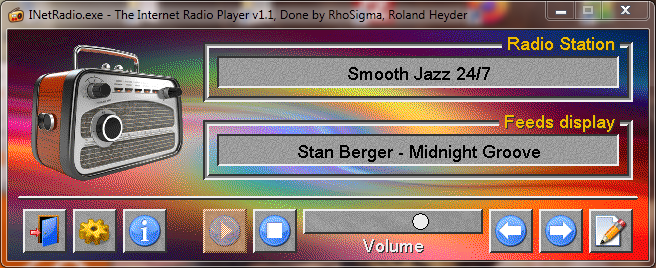 INetRadio.exe - The Internet Radio Player v1.1, Done by RhoSigma, Roland Heyder
Radio Station
Smooth Jazz 24/7
Feeds display
Stan Berger - Midnight Groove
Volume